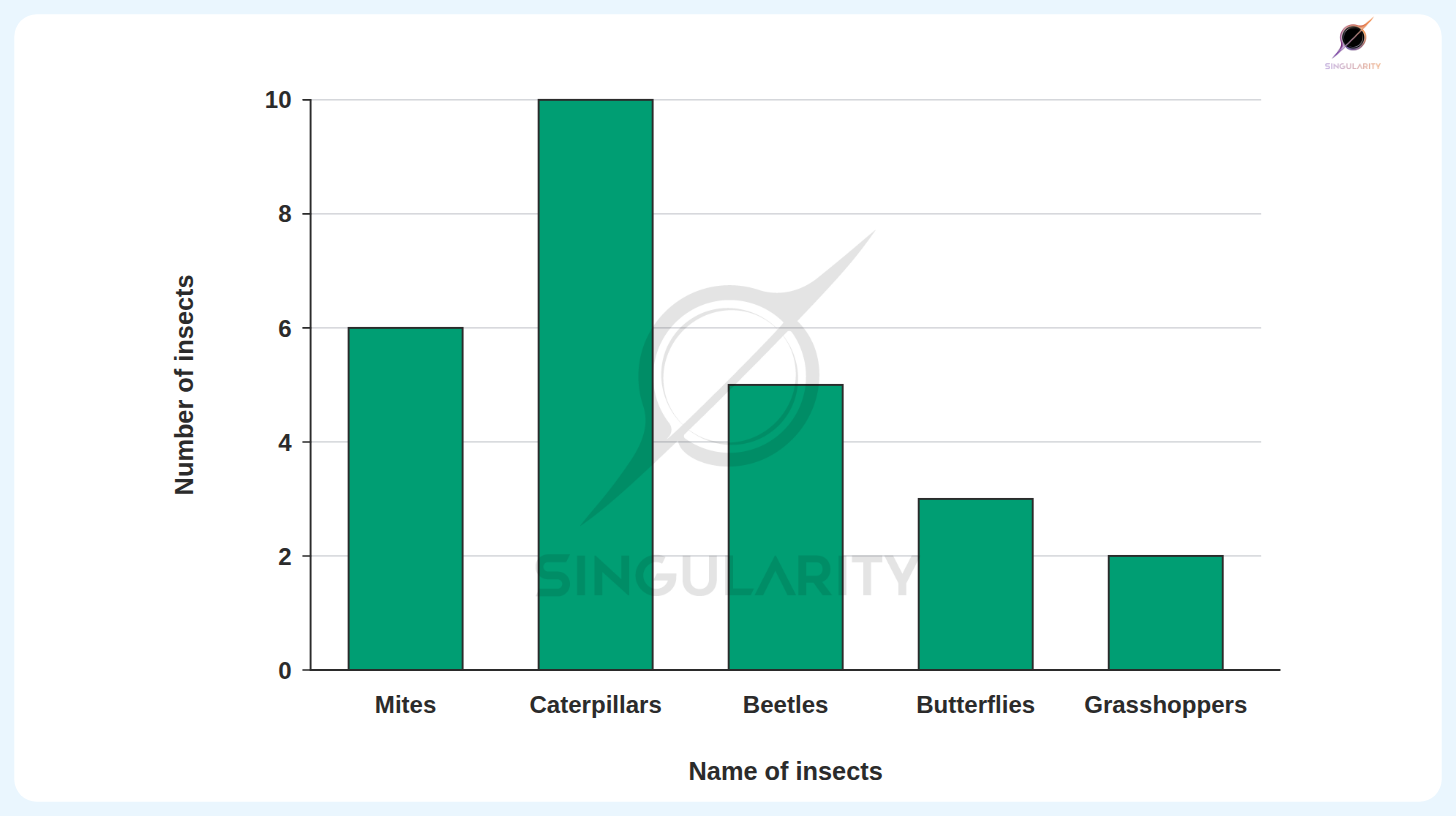 SINGULARITY
10
8
6
4
2
0
Number of insects
SINGULARITY
Mites Caterpillars Beetles Butterflies Grasshoppers
Name of insects